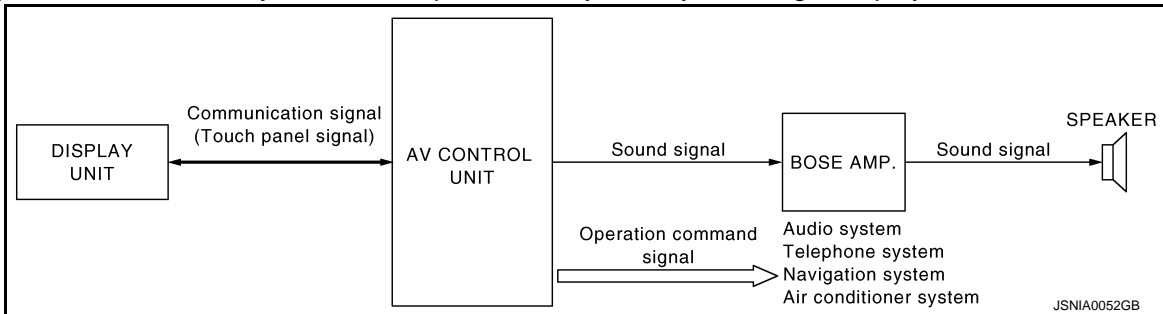 Communication signal
(Touch panel signal)
DISPLAY
UNIT
AV CONTROL
UNIT
Sound signal
BOSE AMP.
Sound signal
SPEAKER
Operation command
signal
Audio system
Telephone system
Navigation system
Air conditioner system
JSNIA0052GB